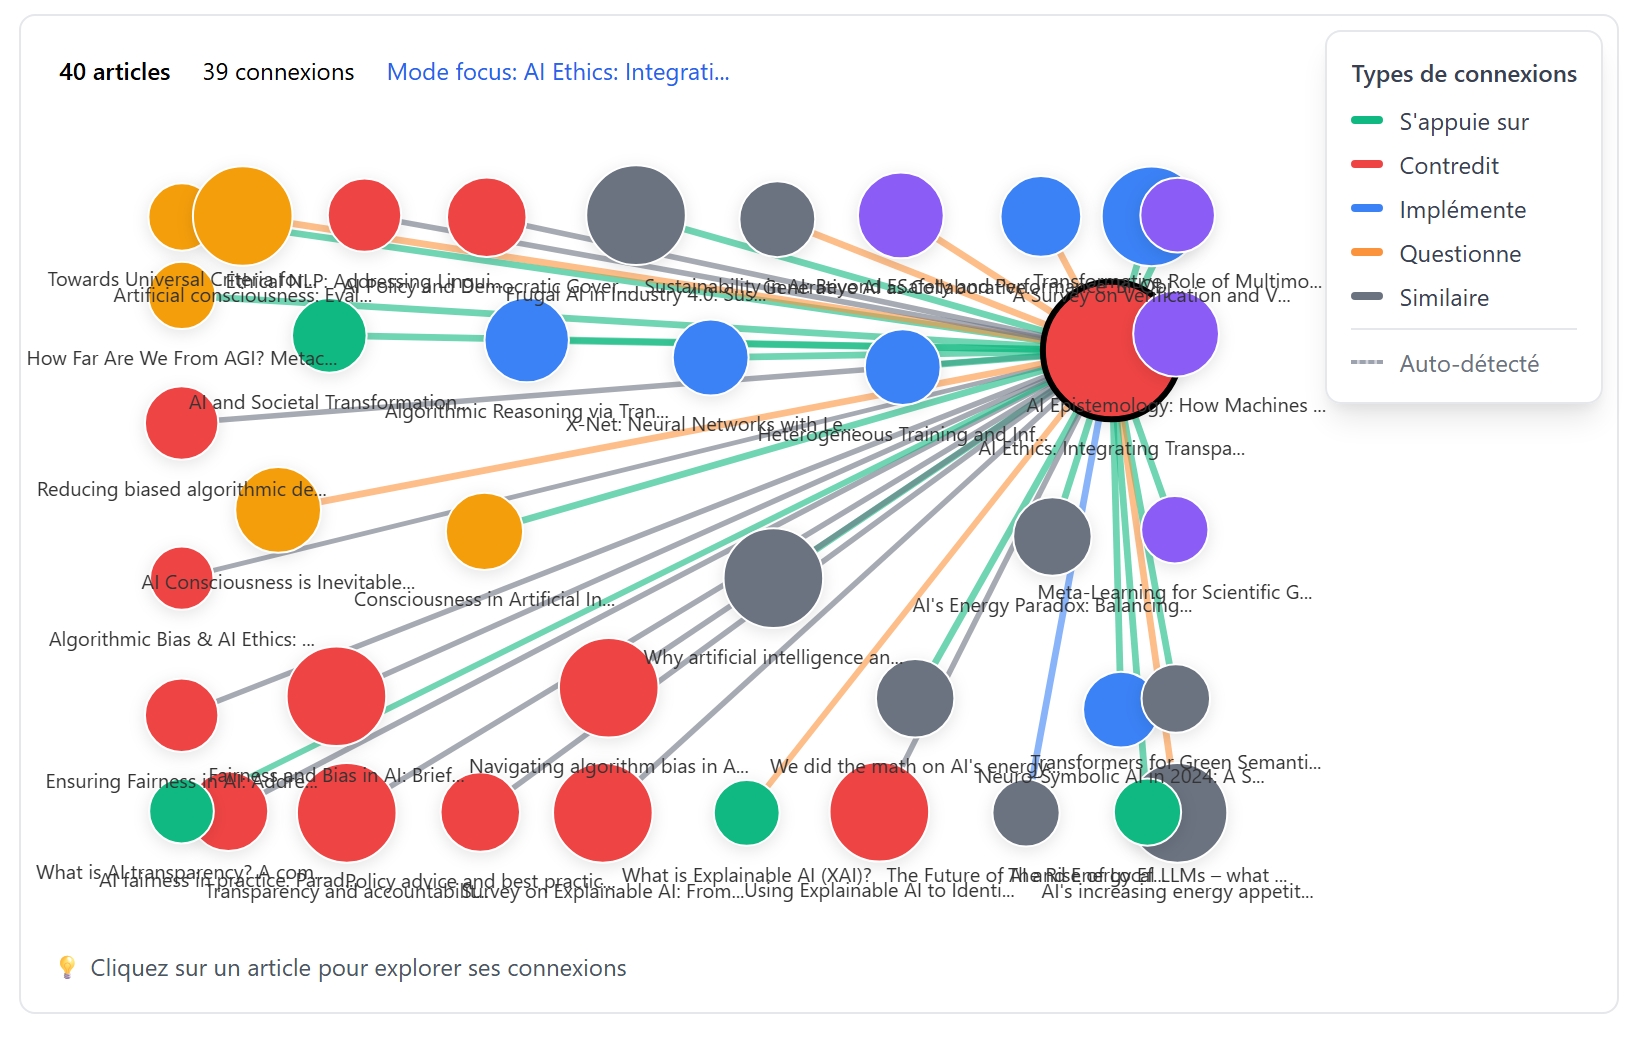 40 articles 39 connexions Mode focus: AI Ethics: Integrati...
Types de connexions
S'appuie sur
Contredit
Implémente
Questionne
Similaire
Auto-détecté
Towards Universal Criteria for...
Ethical NLP: Addressing Lingui...
Artificial consciousness: Eval...
AI Policy and Democratic Gover...
Frugal AI in Industry 4.0: Sus...
Sustainability in
Generative AI as Collaborative
Transformative Role of Multimo...
A Survey on Verification and V...
How Far Are We From AGI? Metac...
AI and Societal Transformation...
Algorithmic Reasoning via Tran...
X-Net: Neural Networks with Le...
Heterogeneous Training and Inf...
AI Epistemology: How Machines ...
AI Ethics: Integrating Transpa...
Reducing biased algorithmic de...
AI Consciousness is Inevitable...
Consciousness in Artificial In...
Meta-Learning for Scientific G...
AI's Energy Paradox: Balancing...
Algorithmic Bias & AI Ethics: ...
Why artificial intelligence an...
Ensuring Fairness in AI: Addre...
Fairness and Bias in AI: Brief...
Navigating algorithm bias in A...
We did the math on AI's energy
Transformers for Green Semanti...
Neuro-Symbolic AI in 2024: A S...
What is AI transparency? A com...
AI fairness in practice: Paradi
Transparency and accountabili
Policy advice and best practic...
Survey on Explainable AI: From...
What is Explainable AI (XAI)?
Using Explainable AI to Identi...
The Future of AI and Energy Ef...
The Rise of Local LLMs – what ...
AI's increasing energy appetit...
💡 Cliquez sur un article pour explorer ses connexions